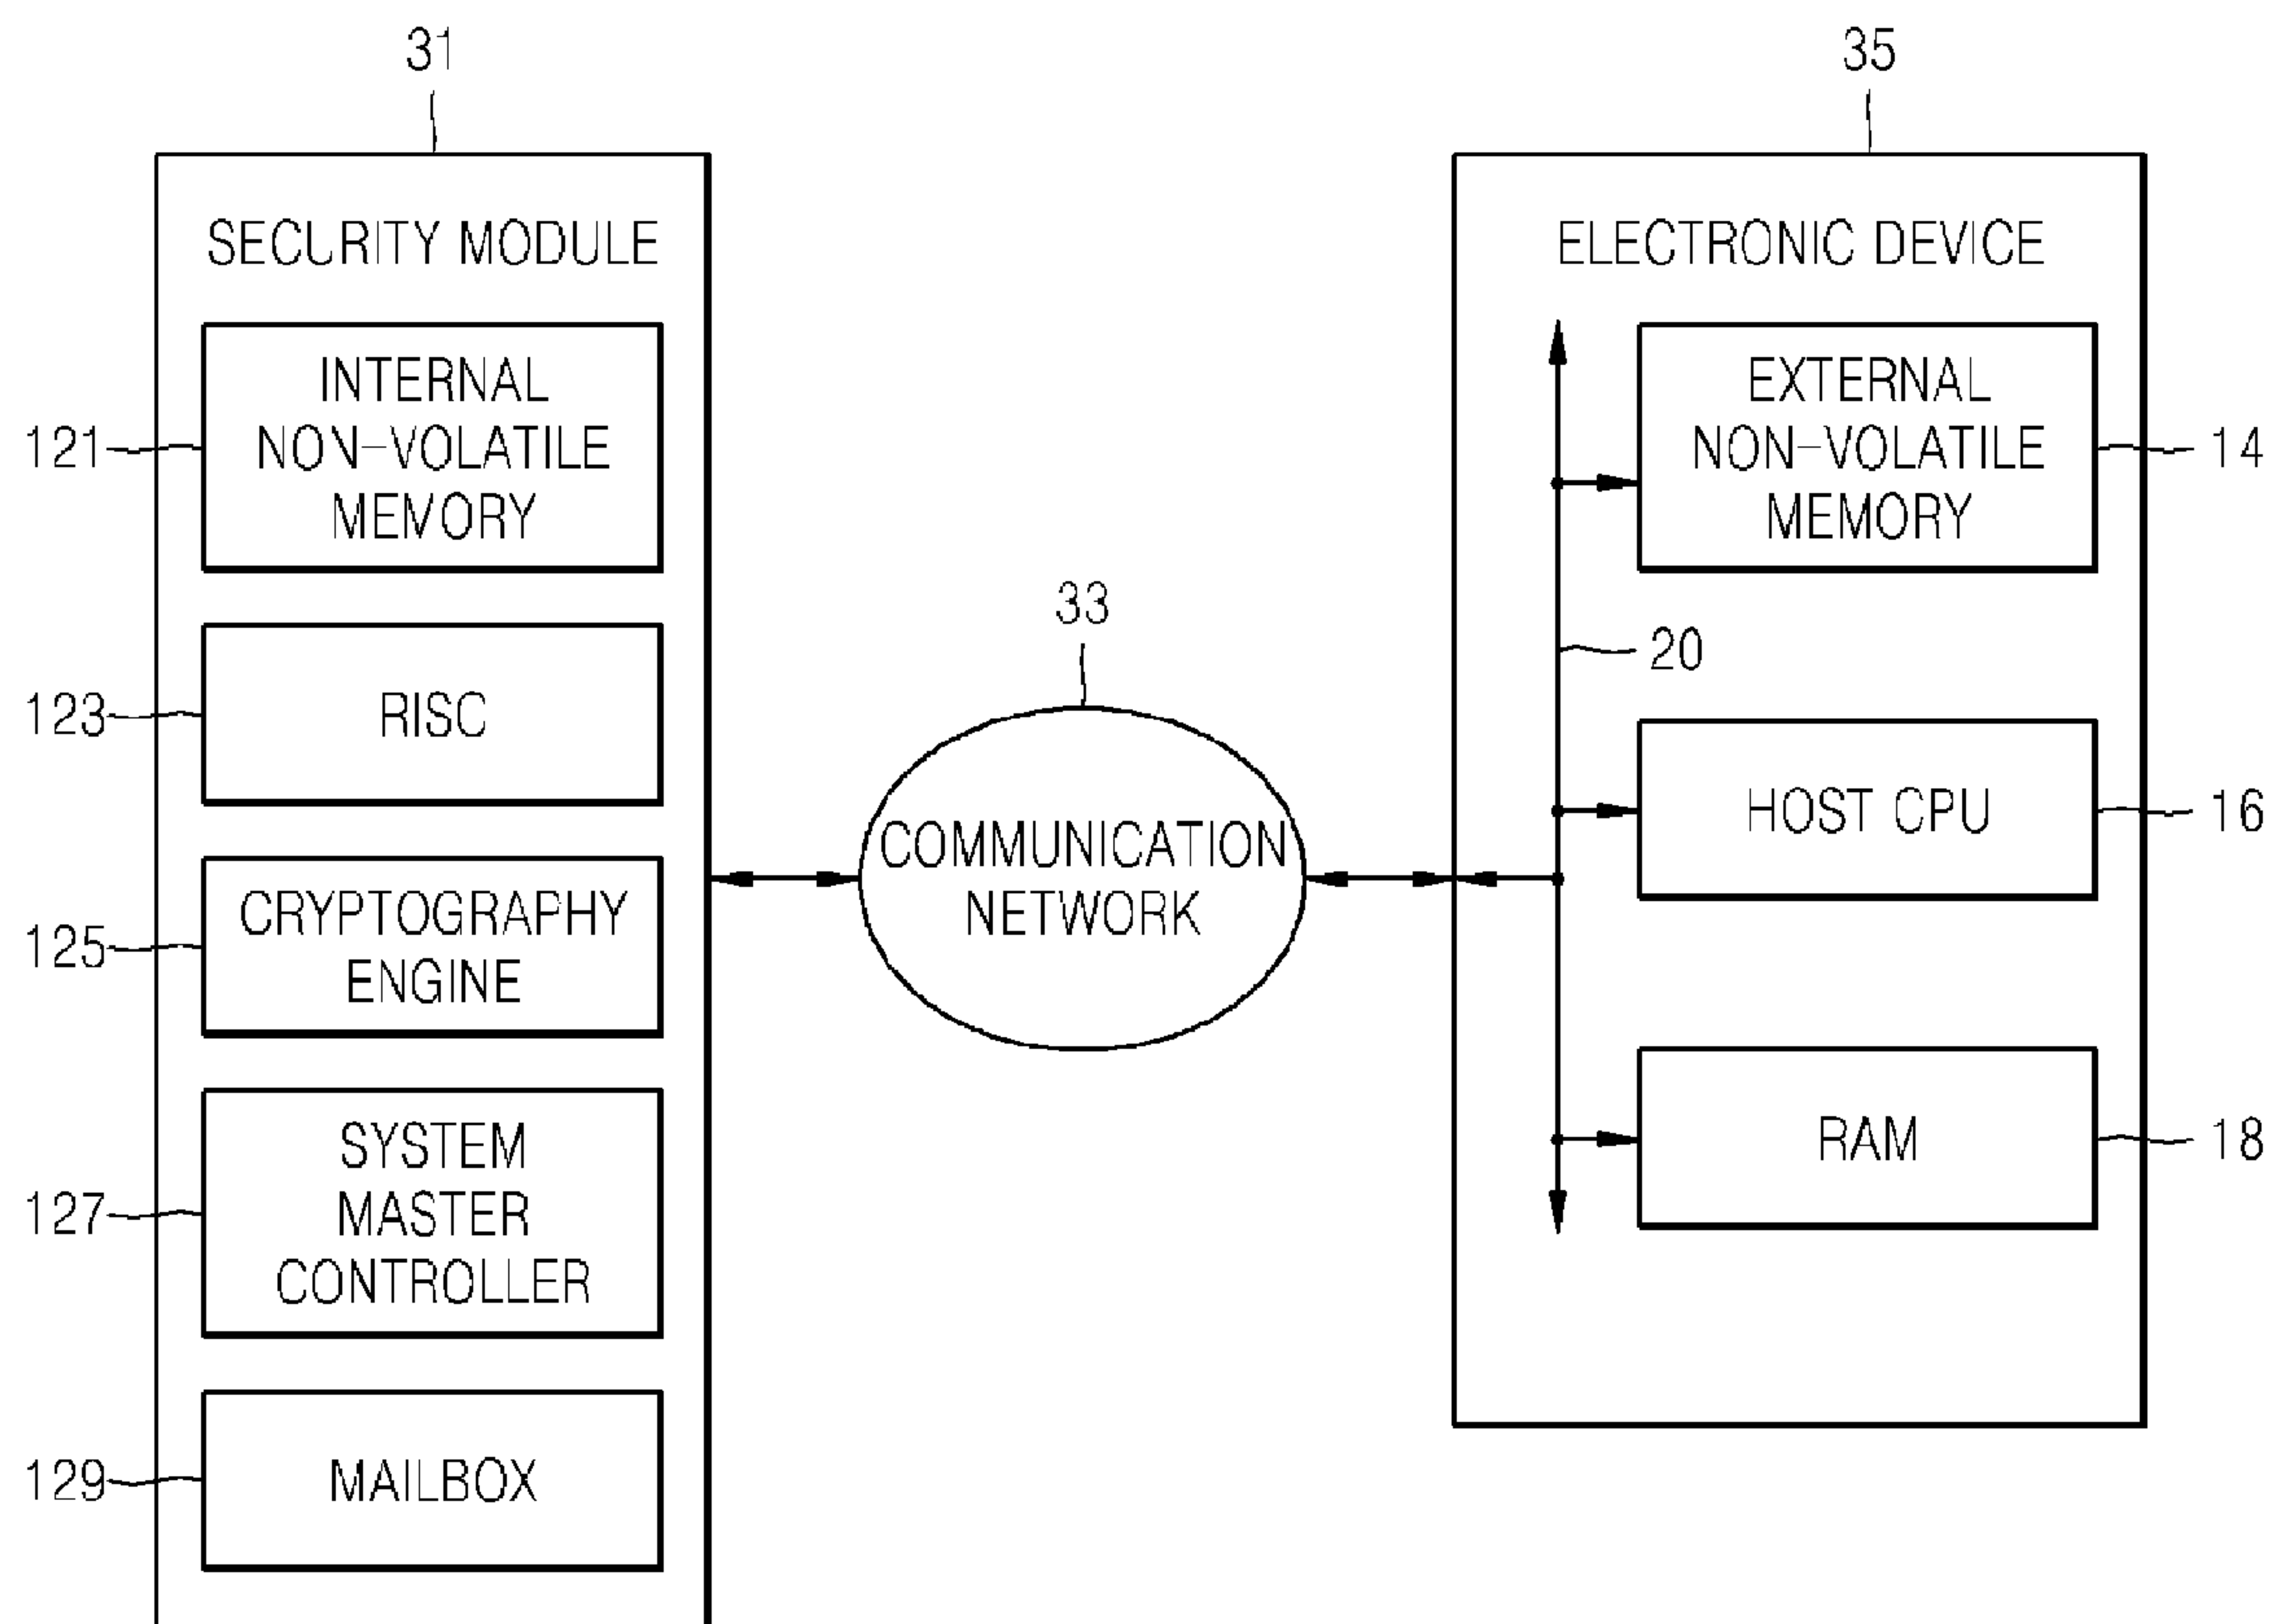 31
35
SECURITY MODULE
INTERNAL
NON-VOLATILE
MEMORY
121
RISC
123
CRYPTOGRAPHY
ENGINE
125
SYSTEM
MASTER
CONTROLLER
127
MAILBOX
129
33
COMMUNICATION
NETWORK
ELECTRONIC DEVICE
EXTERNAL
NON-VOLATILE
MEMORY
14
20
HOST CPU
16
RAM
18